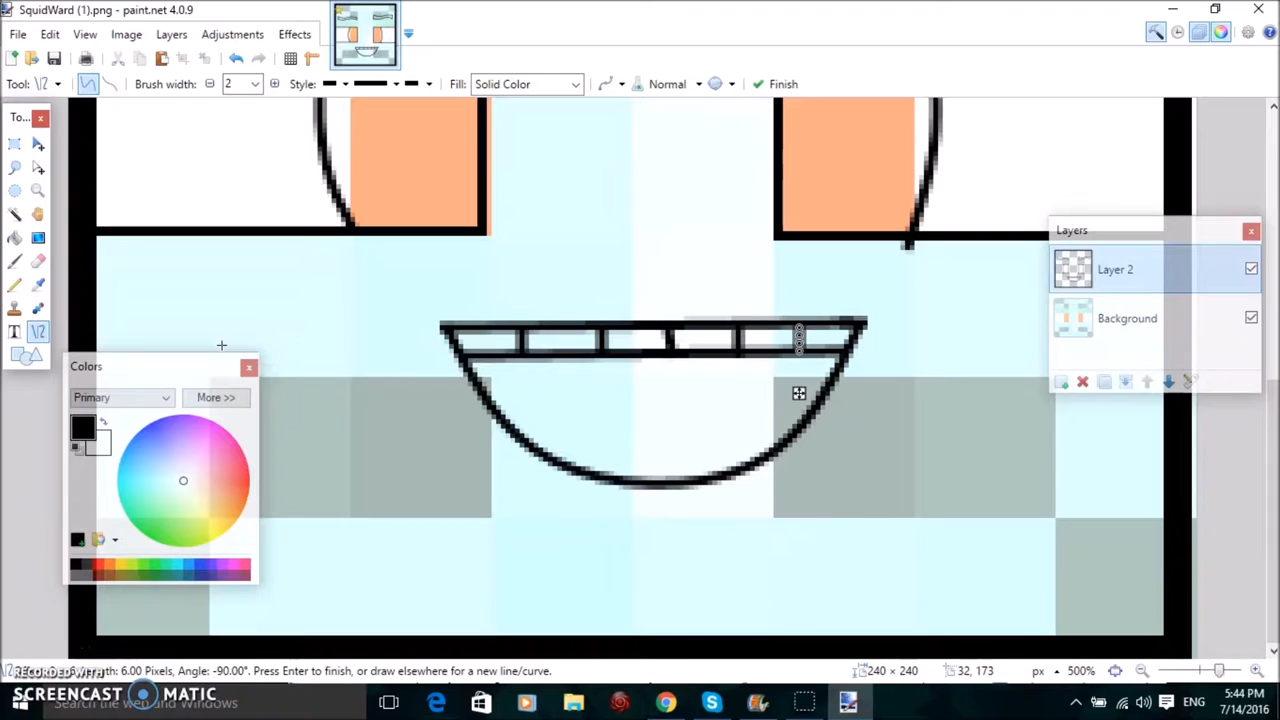 SquidWard (1).png - paint.net 4.0.9
File Edit View Image Layers Adjustments Effects
Tool: Brush width: 2 Style: Fill: Solid Color Normal Finish
To...
Layers
Layer 2
Background
Colors
Primary More >>
Length: 6.00 Pixels, Angle: -90.00°. Press Enter to finish, or draw elsewhere for a new line/curve.
240 × 240 32, 173 px 500%
RECORDED WITH
SCREENCAST MATIC
Search the web and Windows
ENG
5:44 PM
7/14/2016